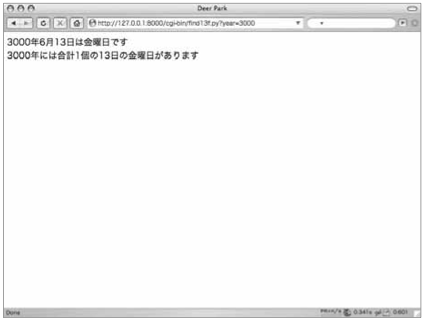 Deer Park
http://127.0.0.1:8000/cgi-bin/find13f.py?year=3000
3000年6月13日は金曜日です
3000年には合計1個の13日の金曜日があります
Done
0.341s